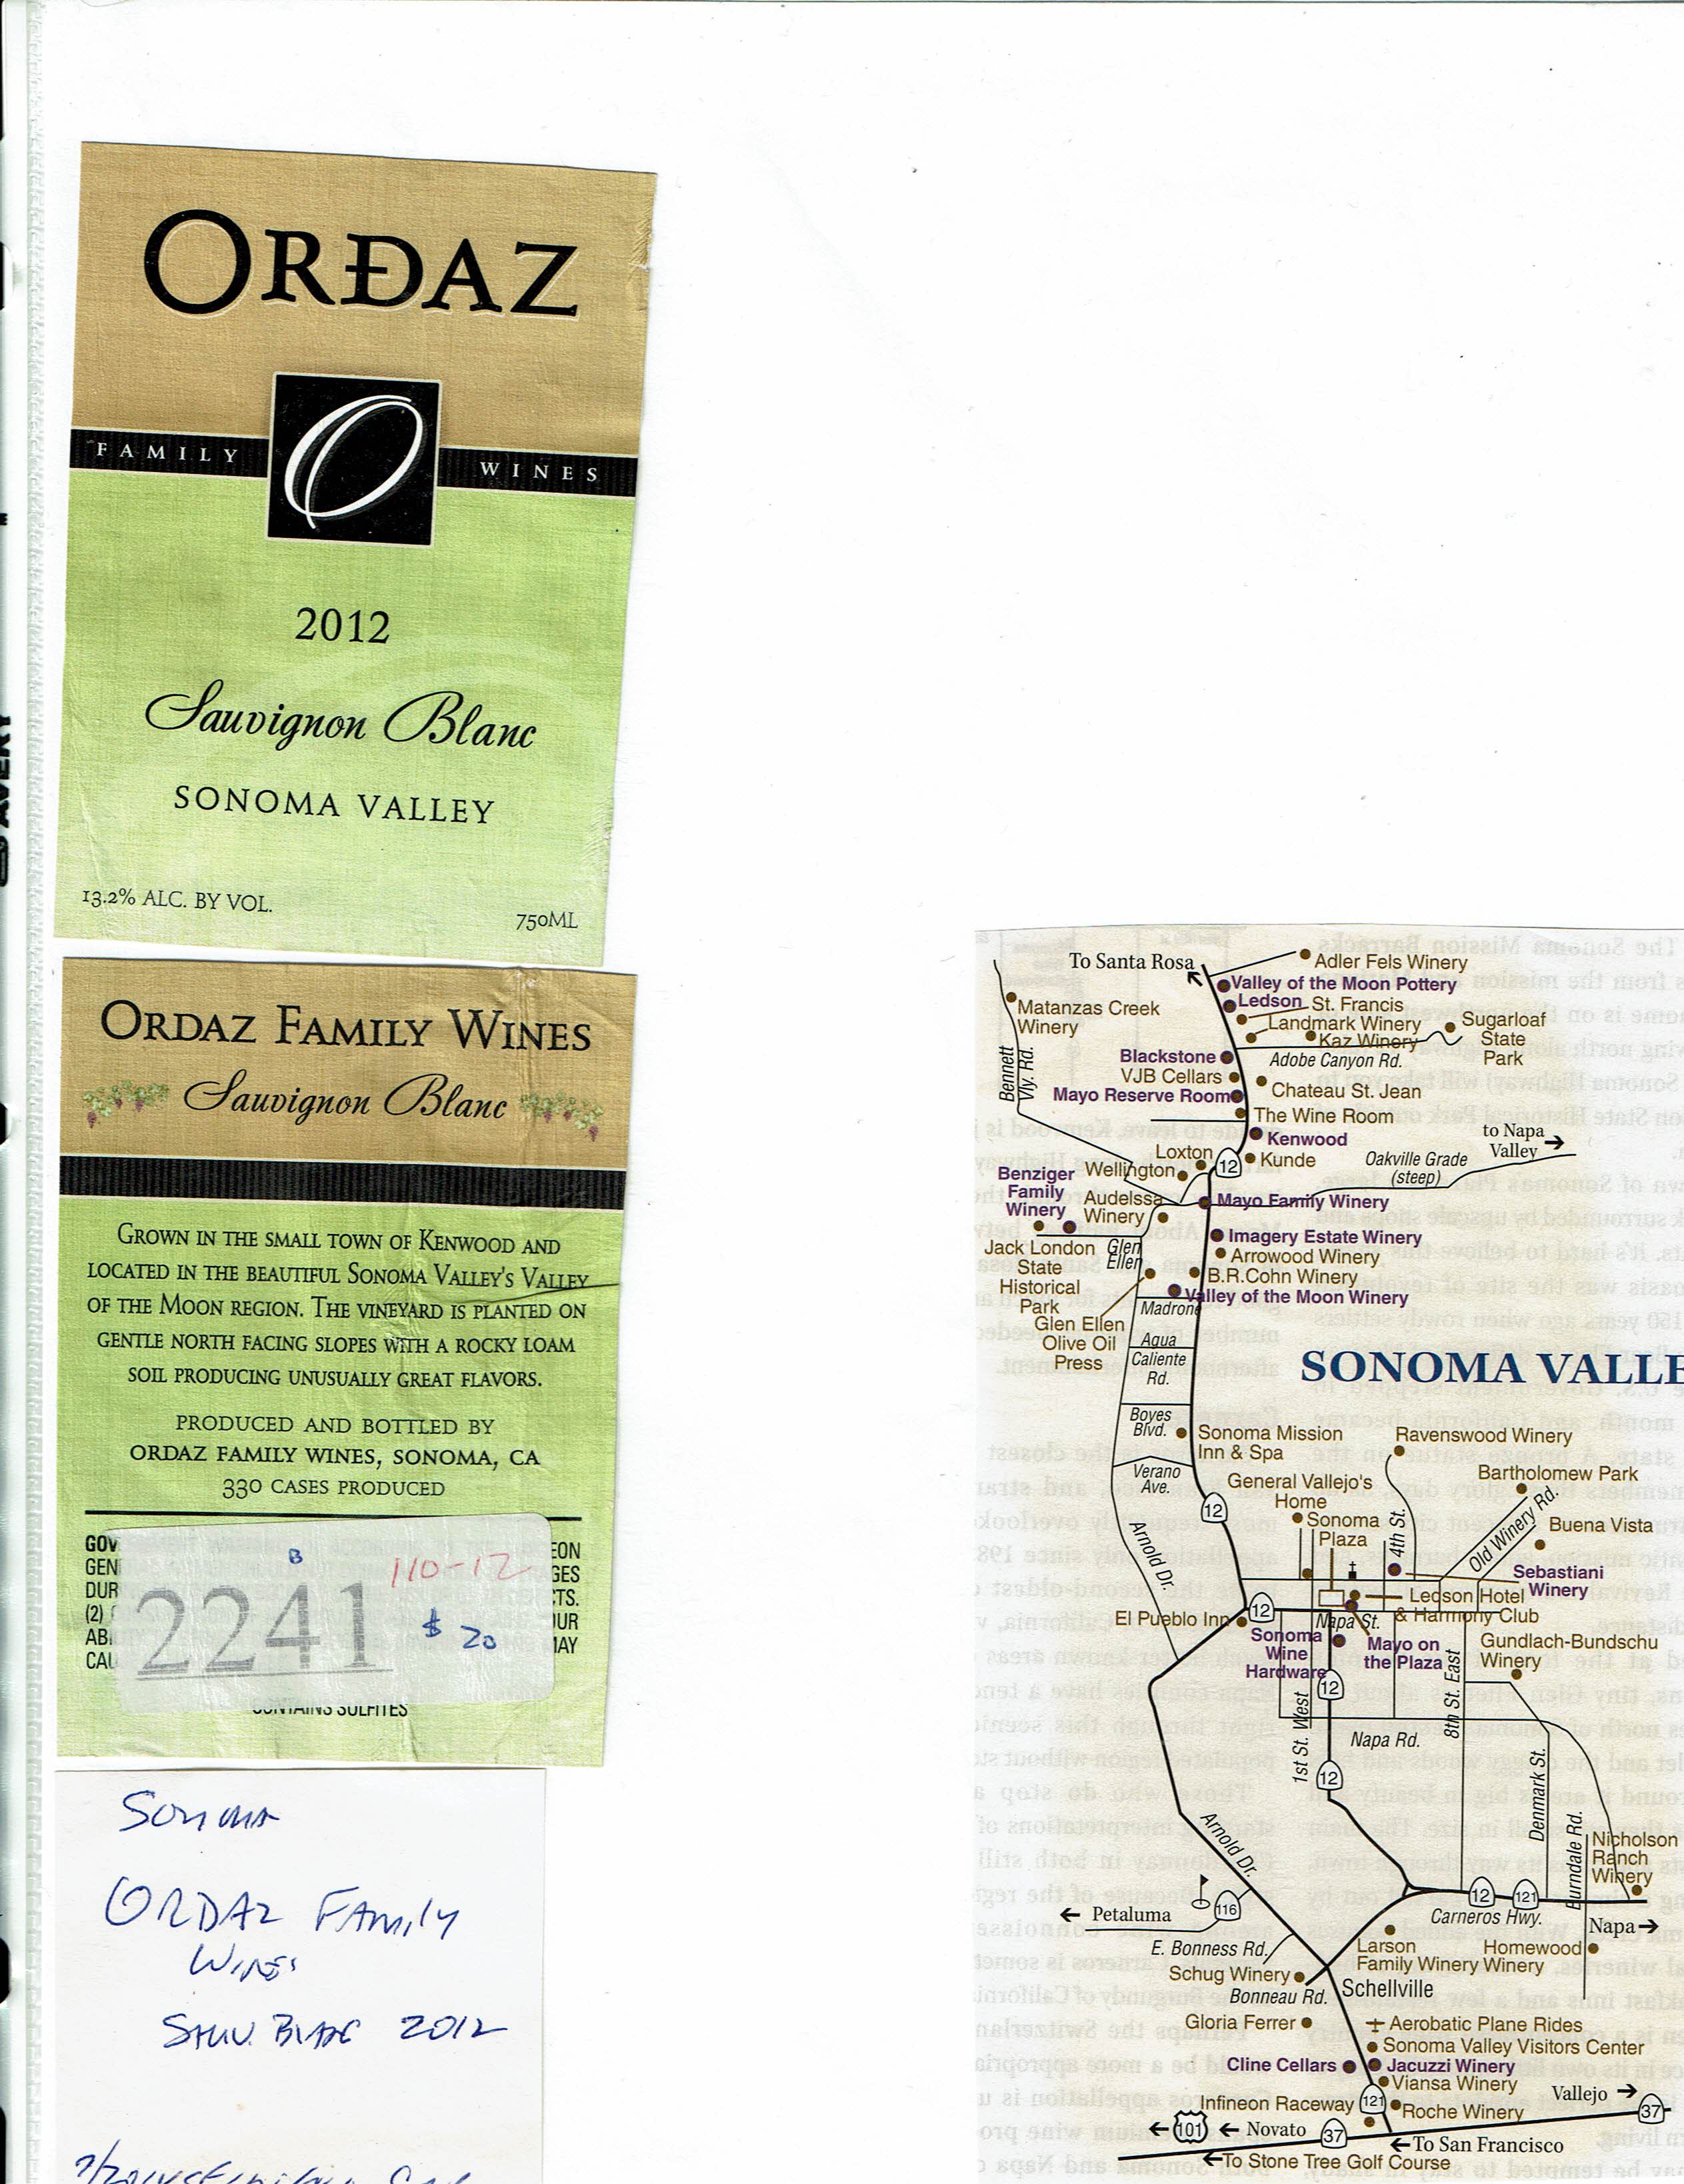 ORDAZ
FAMILY WINES
O
2012
Sauvignon Blanc
SONOMA VALLEY
13.2% ALC. BY VOL.
750ML
ORDAZ FAMILY WINES
Sauvignon Blanc
GROWN IN THE SMALL TOWN OF KENWOOD AND
LOCATED IN THE BEAUTIFUL SONOMA VALLEY'S VALLEY
OF THE MOON REGION. THE VINEYARD IS PLANTED ON
GENTLE NORTH FACING SLOPES WITH A ROCKY LOAM
SOIL PRODUCING UNUSUALLY GREAT FLAVORS.
PRODUCED AND BOTTLED BY
ORDAZ FAMILY WINES, SONOMA, CA
330 CASES PRODUCED
B
110-12
2241
$ 20
CONTAINS SULFITES
Sonoma
ORDAZ Family
Wines
SAUV. BLANC 2012
AVERY
To Santa Rosa
Adler Fels Winery
Valley of the Moon Pottery
Matanzas Creek
Winery
Ledson
St. Francis
Landmark Winery
Kaz Winery
Sugarloaf
State
Park
Bennett
Vly. Rd.
Blackstone
Adobe Canyon Rd.
VJB Cellars
Chateau St. Jean
Mayo Reserve Room
The Wine Room
Kenwood
to Napa
Valley
Loxton
12
Kunde
Oakville Grade
(steep)
Benziger
Family
Winery
Wellington
Audelssa
Winery
Mayo Family Winery
Imagery Estate Winery
Jack London
State
Historical
Park
Glen
Ellen
Arrowood Winery
B.R.Cohn Winery
Valley of the Moon Winery
Madrone
Glen Ellen
Olive Oil
Press
Agua
Caliente
Rd.
SONOMA VALLE
Boyes
Blvd.
Sonoma Mission
Inn & Spa
Ravenswood Winery
Verano
Ave.
General Vallejo's
Home
Bartholomew Park
12
Sonoma
Plaza
4th St.
Old Winery Rd.
Buena Vista
Arnold Dr.
Sebastiani
Winery
Ledson Hotel
& Harmony Club
El Pueblo Inn
12
Napa St.
Sonoma
Wine
Hardware
Mayo on
the Plaza
Gundlach-Bundschu
Winery
12
1st St. West
8th St. East
Napa Rd.
12
Denmark St.
Arnold Dr.
Burndale Rd.
Nicholson
Ranch
Winery
Petaluma
116
12
121
Carneros Hwy.
Napa
E. Bonness Rd.
Larson
Family Winery
Homewood
Winery
Schug Winery
Bonneau Rd.
Schellville
Gloria Ferrer
Aerobatic Plane Rides
Sonoma Valley Visitors Center
Cline Cellars
Jacuzzi Winery
Viansa Winery
Vallejo
Infineon Raceway
121
Roche Winery
37
101
Novato
37
To San Francisco
To Stone Tree Golf Course